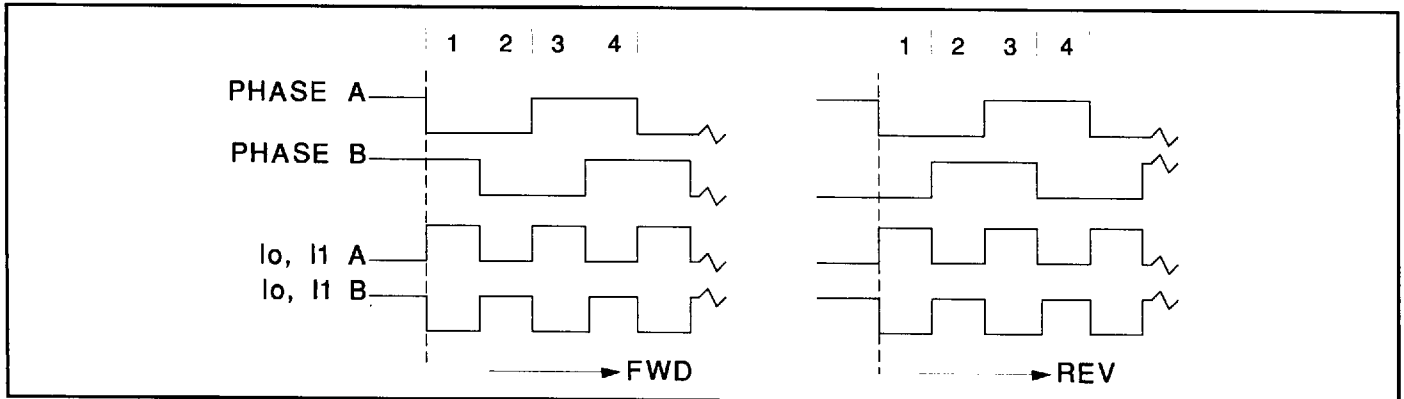 1 2 3 4
1 2 3 4
PHASE A
PHASE B
Io, I1 A
Io, I1 B
FWD
REV